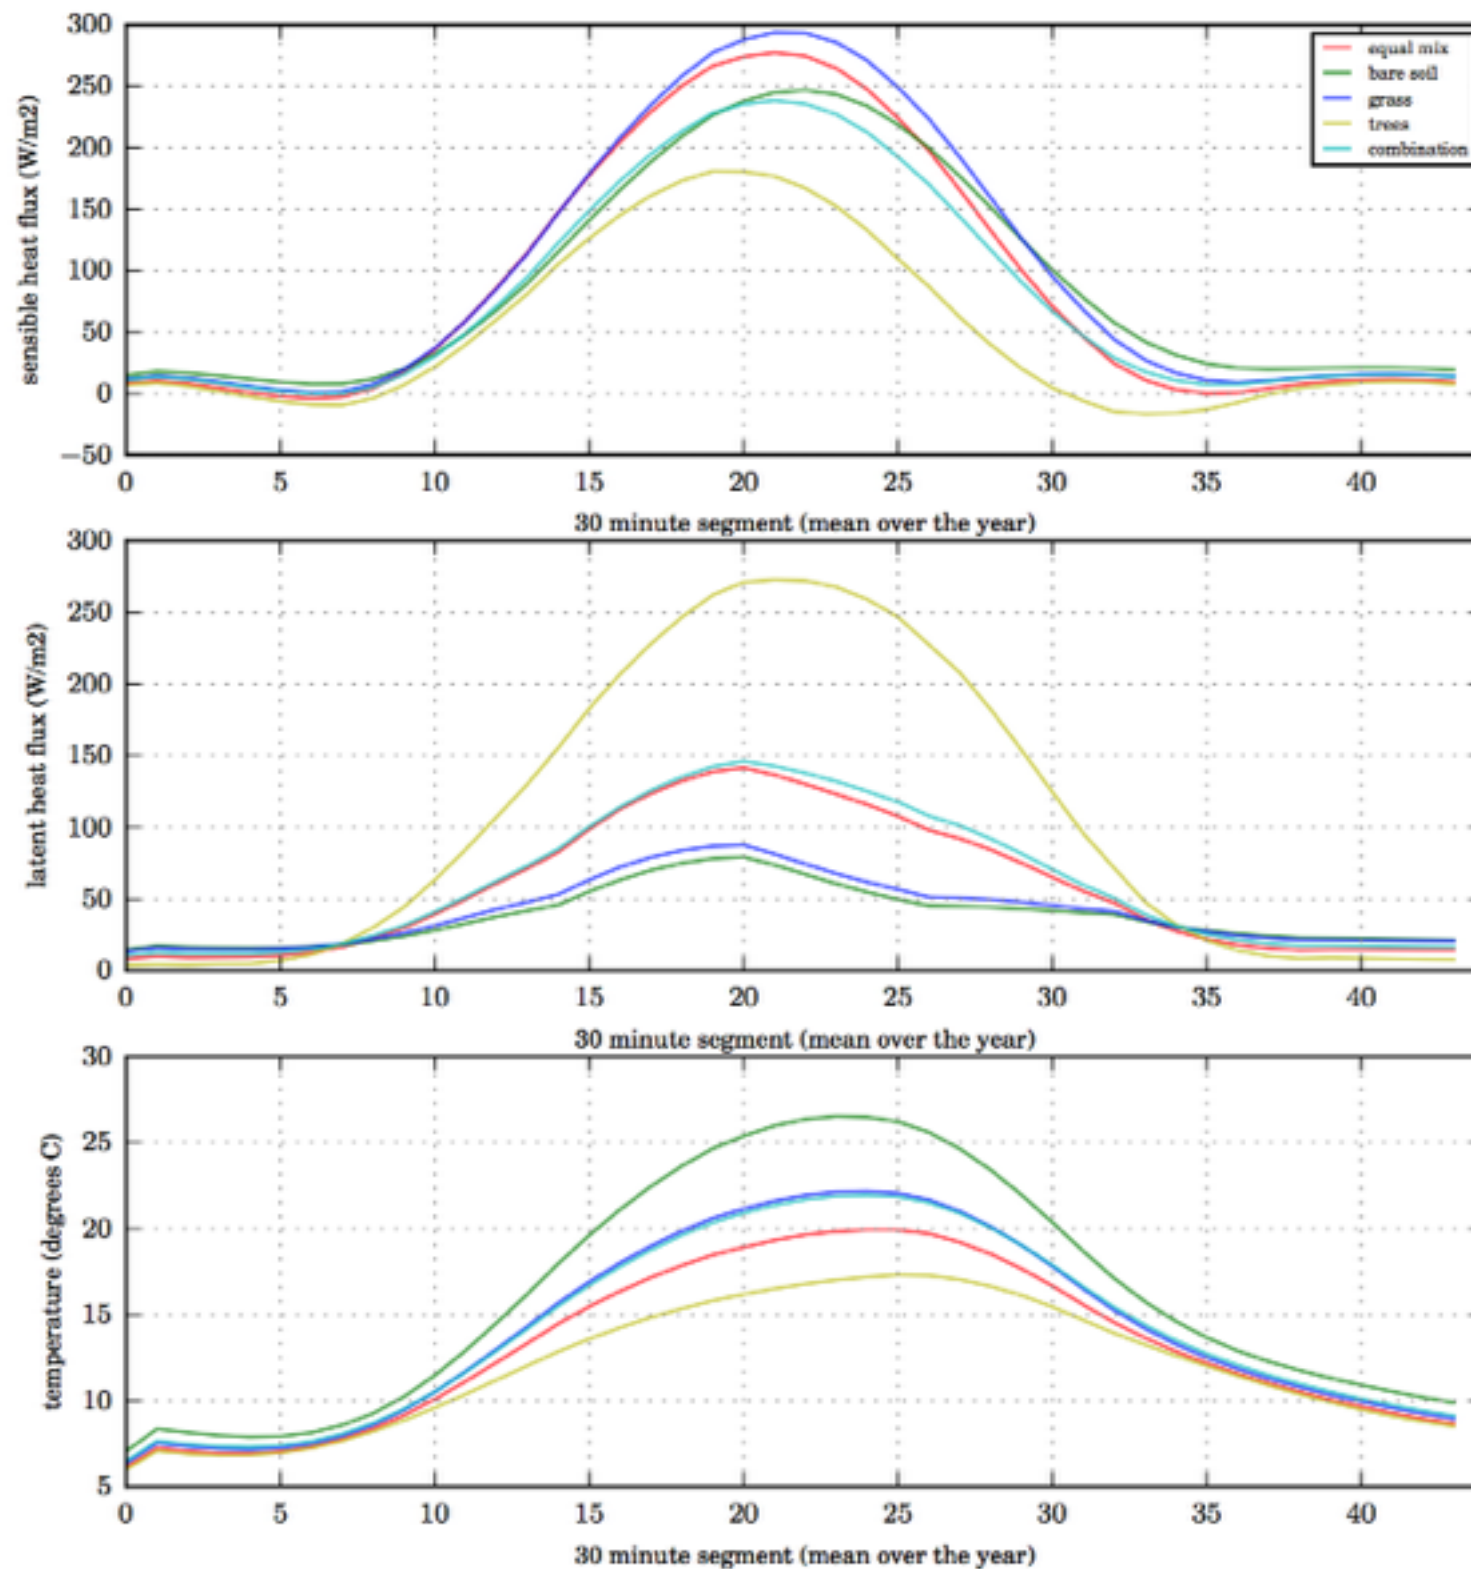 300
250
200
150
100
50
0
−50
sensible heat flux (W/m2)
equal mix
bare soil
grass
trees
combination
0 5 10 15 20 25 30 35 40
30 minute segment (mean over the year)
300
250
200
150
100
50
0
latent heat flux (W/m2)
0 5 10 15 20 25 30 35 40
30 minute segment (mean over the year)
30
25
20
15
10
5
temperature (degrees C)
0 5 10 15 20 25 30 35 40
30 minute segment (mean over the year)